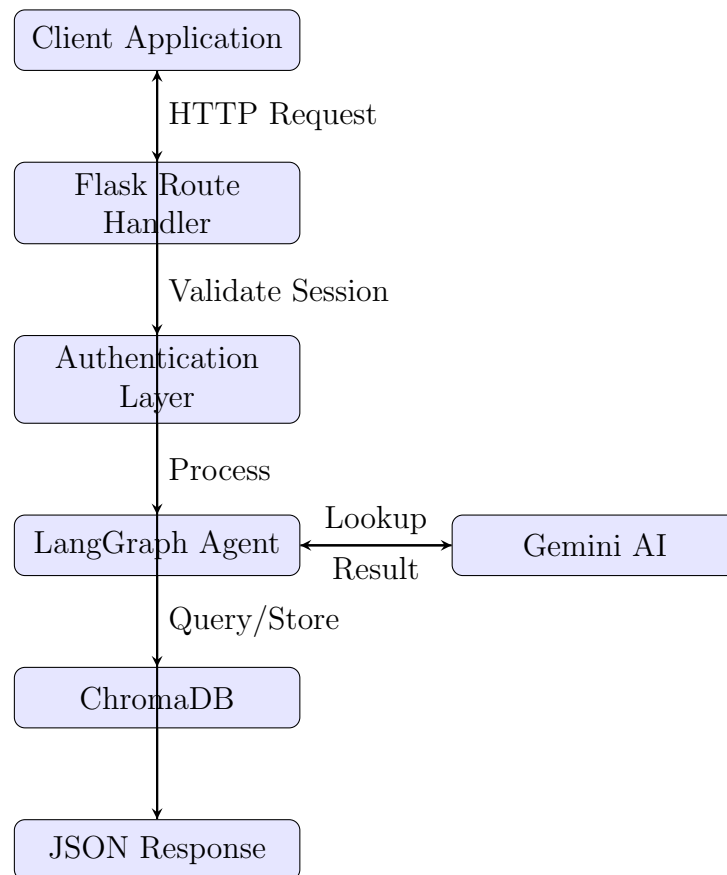 Client Application
HTTP Request
Flask Route
Handler
Validate Session
Authentication
Layer
Process
LangGraph Agent
Lookup
Result
Gemini AI
Query/Store
ChromaDB
JSON Response